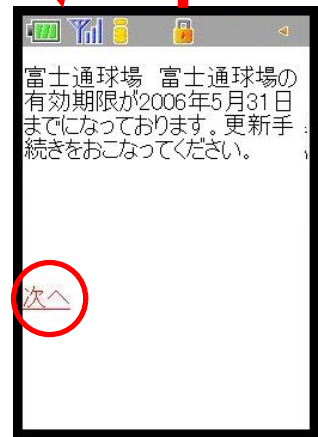 富士通球場 富士通球場の
有効期限が2006年5月31日
までになっております。更新手
続きをおこなってください。
次へ